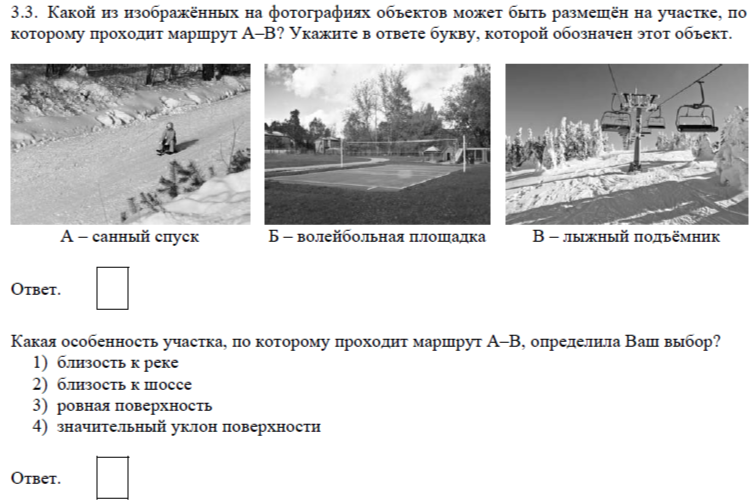 3.3. Какой из изображённых на фотографиях объектов может быть размещён на участке, по
которому проходит маршрут А–В? Укажите в ответе букву, которой обозначен этот объект.
А – санный спуск
Б – волейбольная площадка
В – лыжный подъёмник
Ответ.
Какая особенность участка, по которому проходит маршрут А–В, определила Ваш выбор?
1) близость к реке
2) близость к шоссе
3) ровная поверхность
4) значительный уклон поверхности
Ответ.